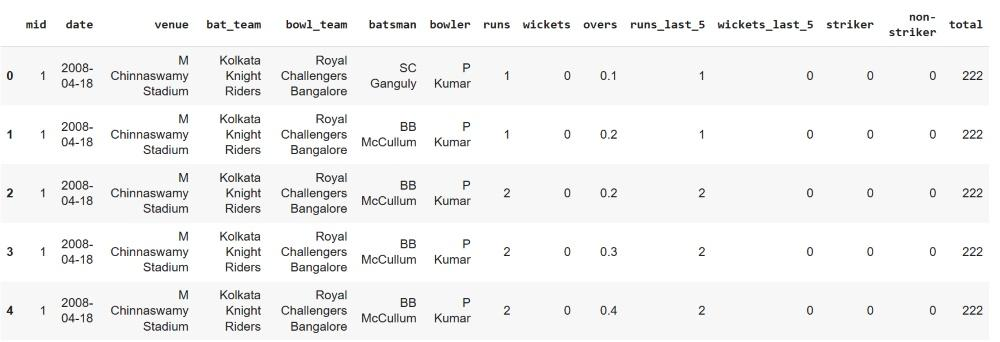 mid date venue bat_team bowl_team batsman bowler runs wickets overs runs_last_5 wickets_last_5 striker non-striker total
0 1 2008-04-18 M Chinnaswamy Stadium Kolkata Knight Riders Royal Challengers Bangalore SC Ganguly P Kumar 1 0 0.1 1 0 0 0 222
1 1 2008-04-18 M Chinnaswamy Stadium Kolkata Knight Riders Royal Challengers Bangalore BB McCullum P Kumar 1 0 0.2 1 0 0 0 222
2 1 2008-04-18 M Chinnaswamy Stadium Kolkata Knight Riders Royal Challengers Bangalore BB McCullum P Kumar 2 0 0.2 2 0 0 0 222
3 1 2008-04-18 M Chinnaswamy Stadium Kolkata Knight Riders Royal Challengers Bangalore BB McCullum P Kumar 2 0 0.3 2 0 0 0 222
4 1 2008-04-18 M Chinnaswamy Stadium Kolkata Knight Riders Royal Challengers Bangalore BB McCullum P Kumar 2 0 0.4 2 0 0 0 222